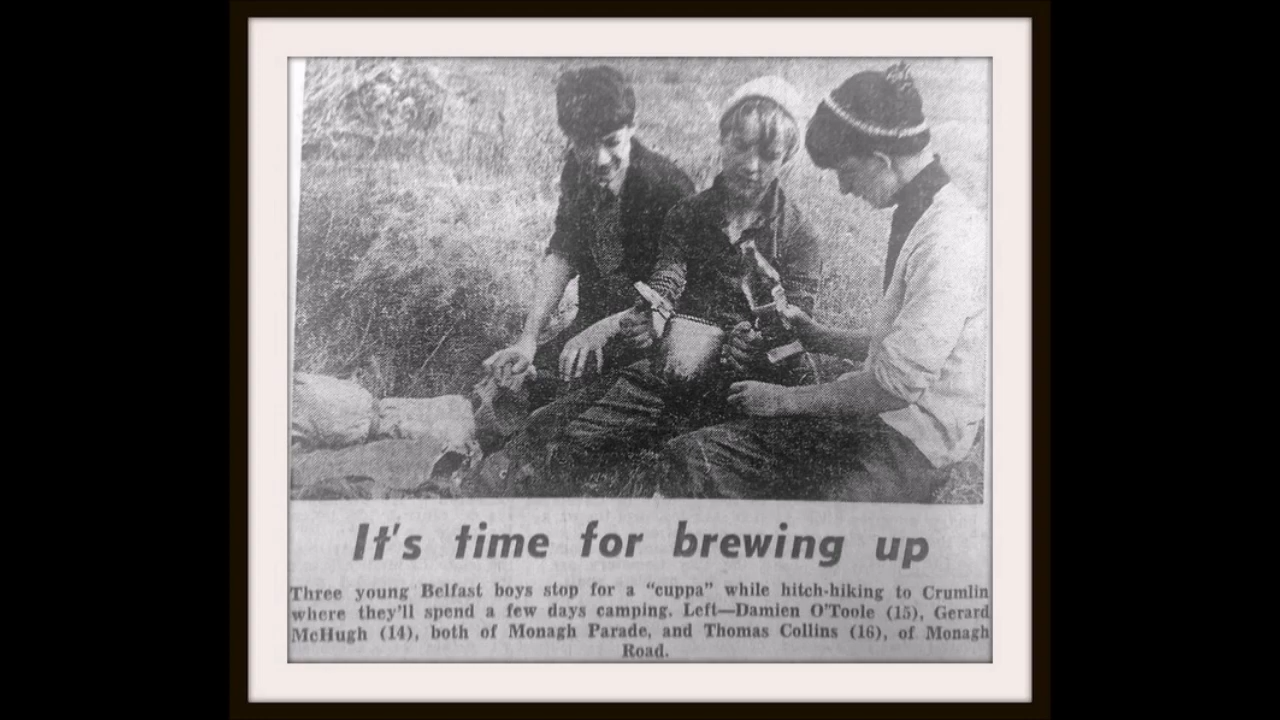 It's time for brewing up
Three young Belfast boys stop for a “cuppa” while hitch-hiking to Crumlin
where they'll spend a few days camping. Left—Damien O'Toole (15), Gerard
McHugh (14), both of Monagh Parade, and Thomas Collins (16), of Monagh
Road.